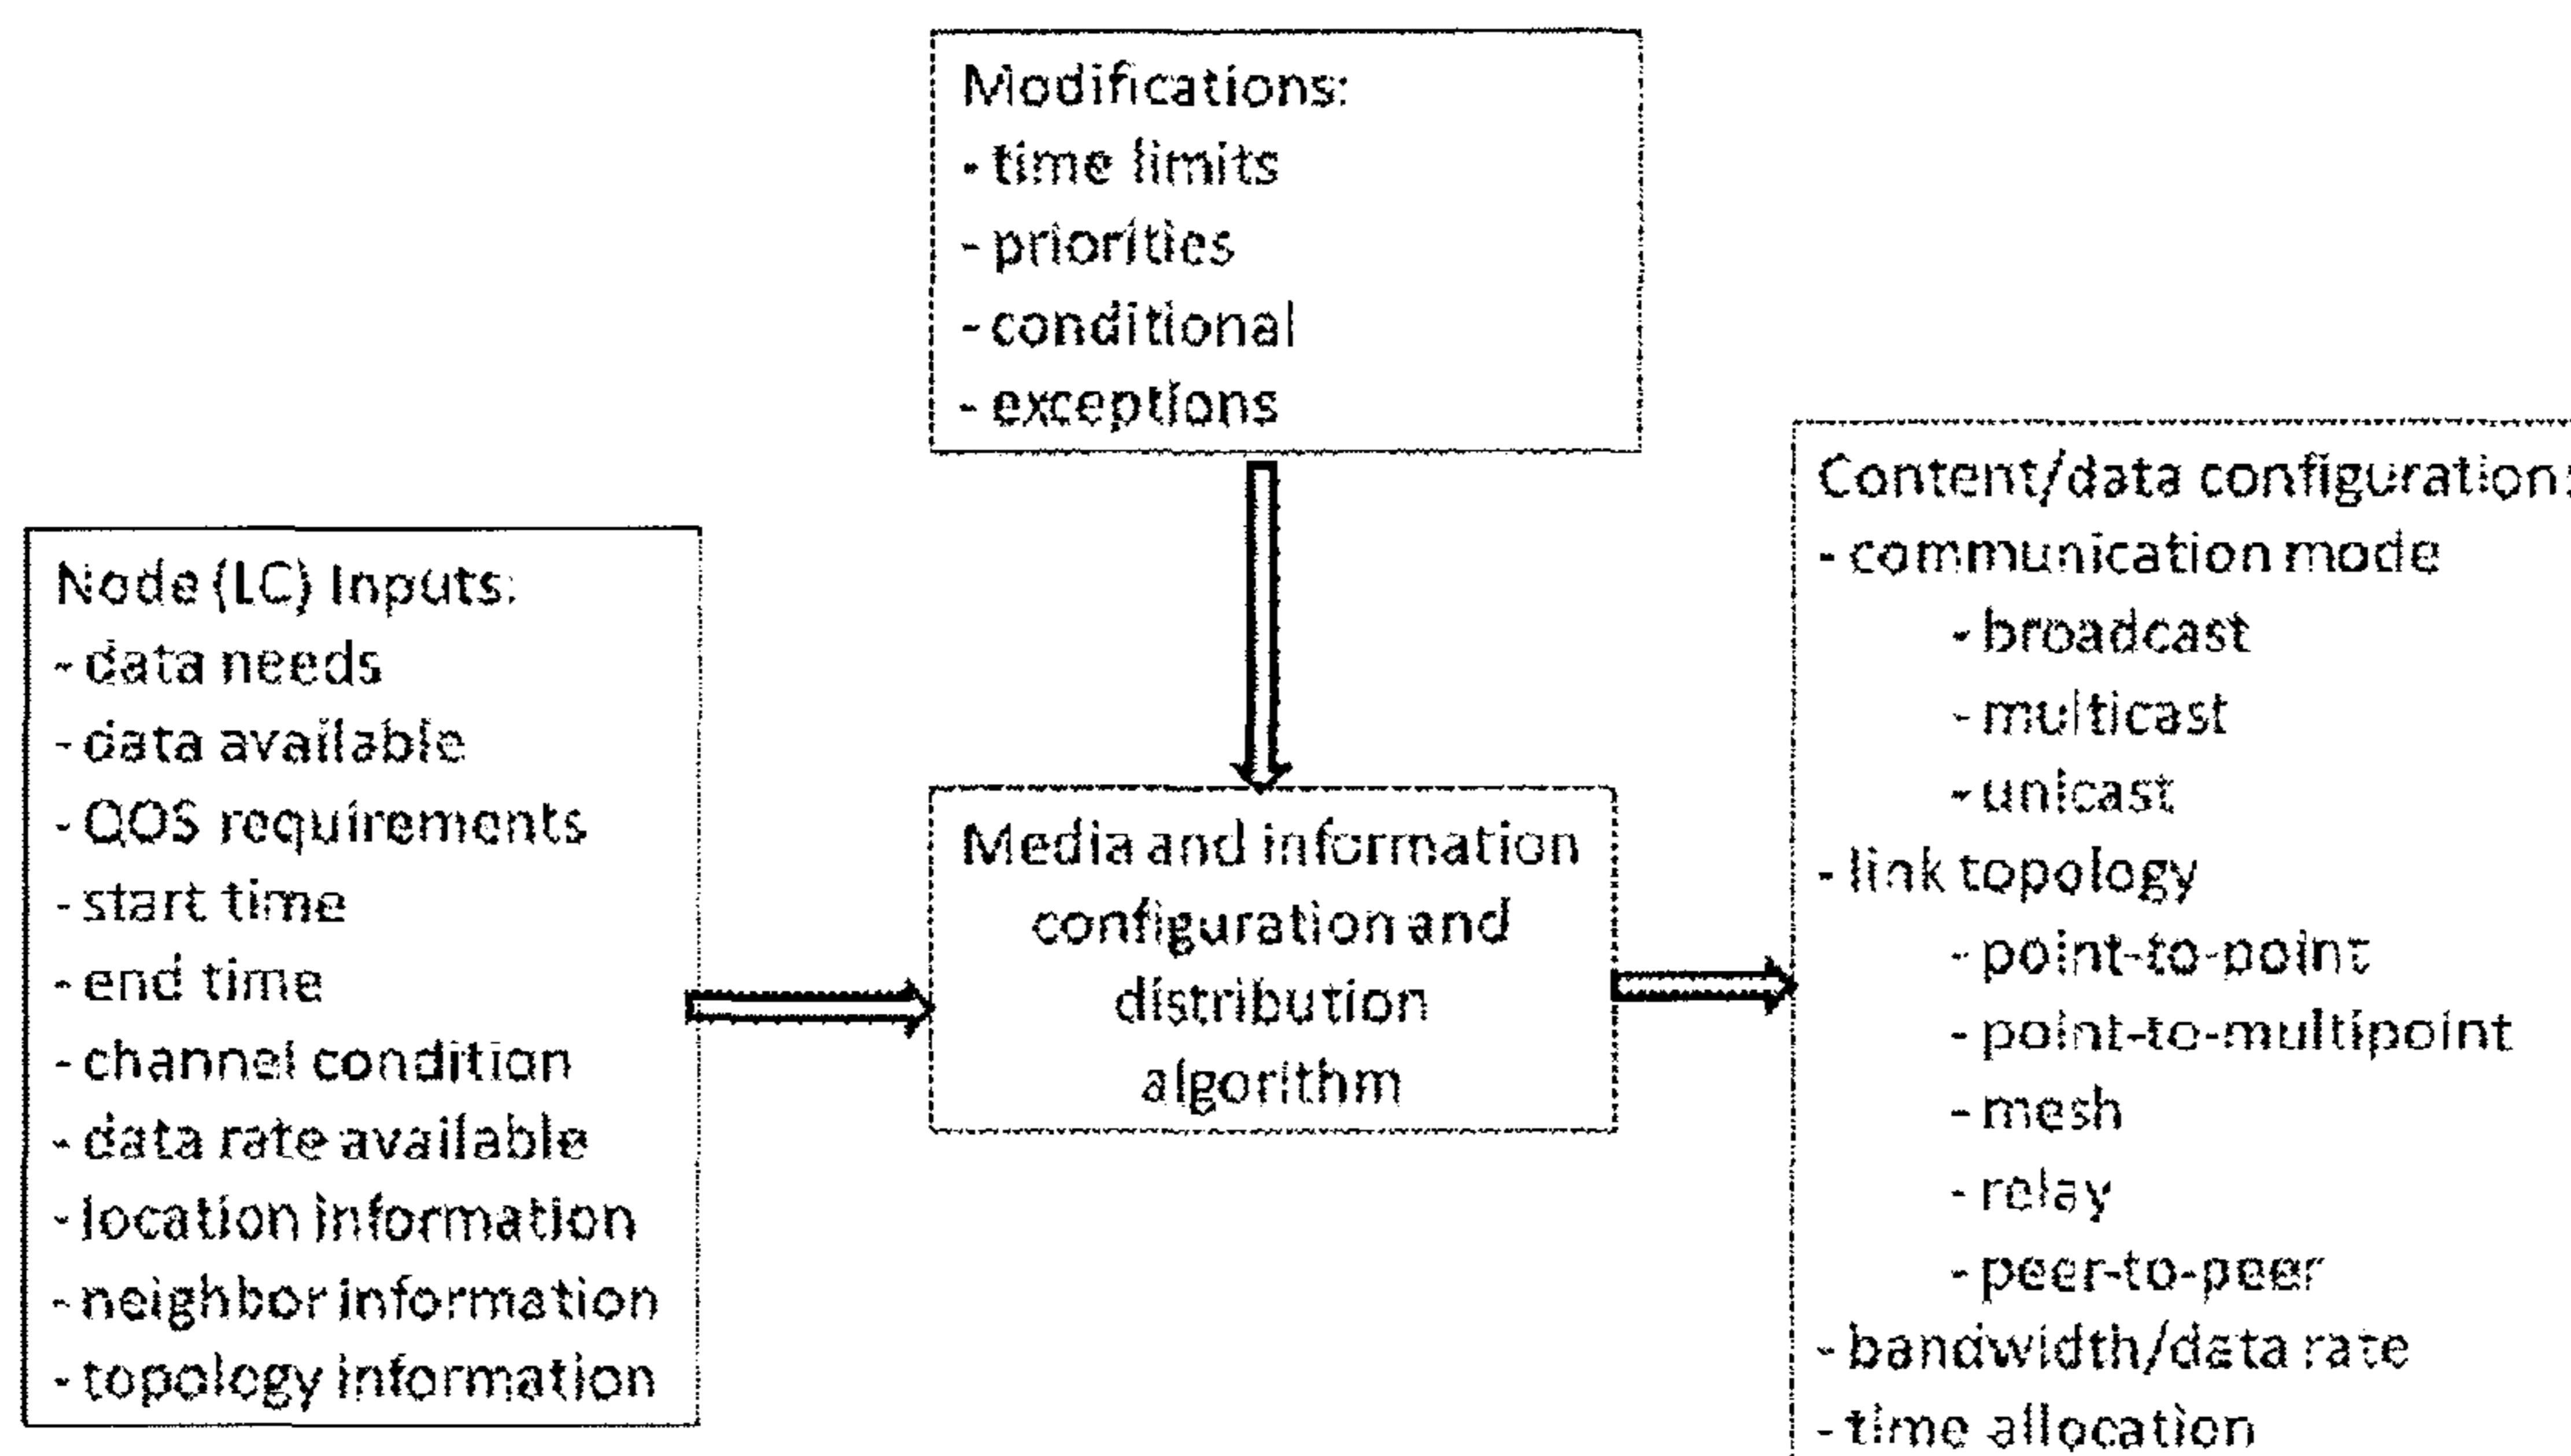 Modifications:
- time limits
- priorities
- conditional
- exceptions
Node (LC) Inputs:
- data needs
- data available
- QOS requirements
- start time
- end time
- channel condition
- data rate available
- location information
- neighbor information
- topology information
Media and information
configuration and
distribution
algorithm
Content/data configuration:
- communication mode
- broadcast
- multicast
- unicast
- link topology
- point-to-point
- point-to-multipoint
- mesh
- relay
- peer-to-peer
- bandwidth/data rate
- time allocation